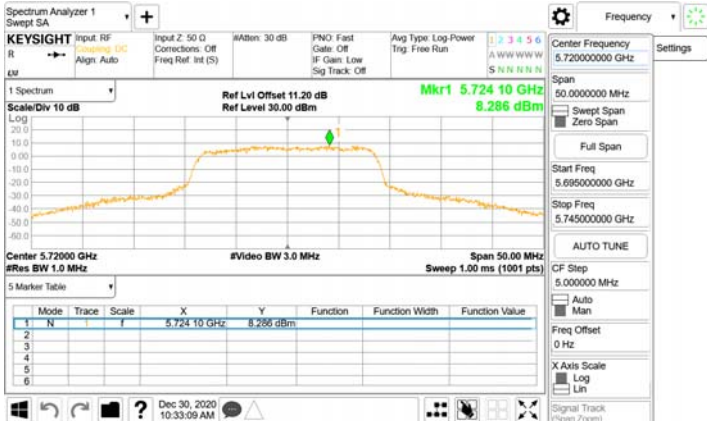 Spectrum Analyzer 1
Swept SA
Frequency
KEYSIGHT
R
Input: RF
Coupling: DC
Align: Auto
Input Z: 50 Ω
Corrections: Off
Freq Ref: Int (S)
#Atten: 30 dB
PNO: Fast
Gate: Off
IF Gain: Low
Sig Track: Off
Avg Type: Log-Power
Trig: Free Run
1 2 3 4 5 6
A W W W W W
S N N N N N
1 Spectrum
Scale/Div 10 dB
Ref Lvl Offset 11.20 dB
Ref Level 30.00 dBm
Mkr1 5.724 10 GHz
8.286 dBm
Log
20.0
10.0
0.00
-10.0
-20.0
-30.0
-40.0
-50.0
-60.0
1
Center 5.72000 GHz
#Res BW 1.0 MHz
#Video BW 3.0 MHz
Span 50.00 MHz
Sweep 1.00 ms (1001 pts)
5 Marker Table
Mode Trace Scale X Y Function Function Width Function Value
1 N 1 f 5.724 10 GHz 8.286 dBm
2
3
4
5
6
Dec 30, 2020
10:33:09 AM
?
Center Frequency
5.720000000 GHz
Settings
Span
50.0000000 MHz
Swept Span
Zero Span
Full Span
Start Freq
5.695000000 GHz
Stop Freq
5.745000000 GHz
AUTO TUNE
CF Step
5.000000 MHz
Auto
Man
Freq Offset
0 Hz
X Axis Scale
Log
Lin
Signal Track
(Span Zoom)